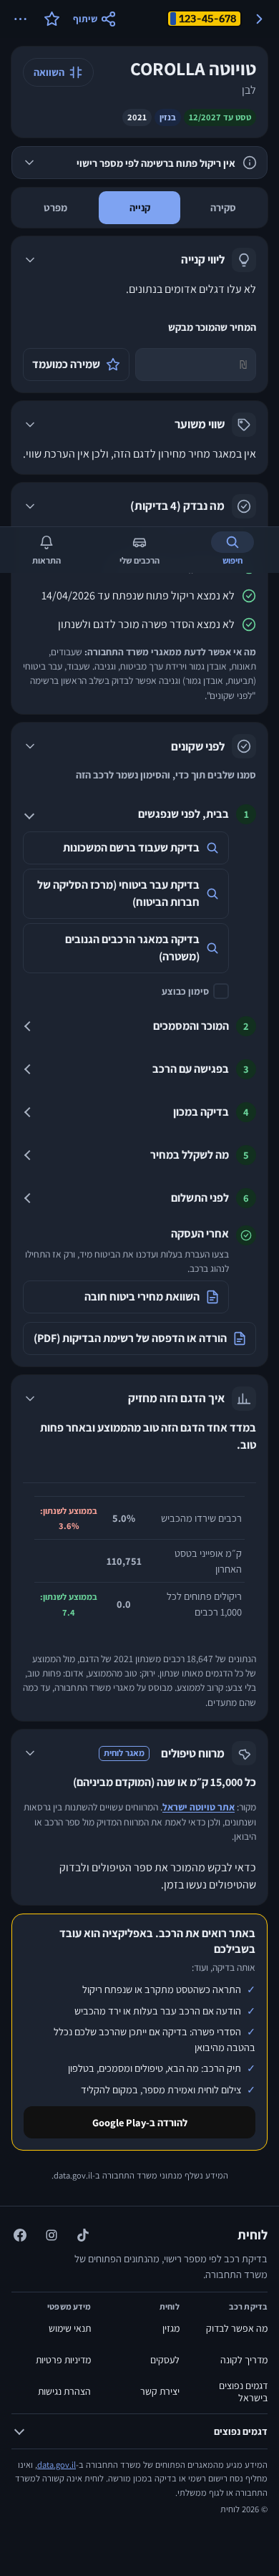 123-45-678
שיתוף
טויוטה COROLLA
לבן
טסט עד 12/2027
בנזין
2021
השוואה
אין ריקול פתוח ברשימה לפי מספר רישוי
סקירה
קנייה
מפרט
ליווי קנייה
לא עלו דגלים אדומים בנתונים.
המחיר שהמוכר מבקש
₪
שמירה כמועמד
שווי משוער
אין במאגר מחיר מחירון לדגם הזה, ולכן אין הערכת שווי.
מה נבדק (4 בדיקות)
חיפוש
הרכבים שלי
התראות
לא נמצא ריקול פתוח שנפתח עד 14/04/2026
לא נמצא הסדר פשרה מוכר לדגם ולשנתון
מה אי אפשר לדעת ממאגרי משרד התחבורה: שעבודים,
תאונות, אובדן גמור וירידת ערך מביטוח, וגניבה. שעבוד, עבר ביטוחי
(תביעות, אובדן גמור) וגניבה אפשר לבדוק בשלב הראשון ברשימה
"לפני שקונים".
לפני שקונים
סמנו שלבים תוך כדי, והסימון נשמר לרכב הזה
1
בבית, לפני שנפגשים
בדיקת שעבוד ברשם המשכונות
בדיקת עבר ביטוחי (מרכז הסליקה של
חברות הביטוח)
בדיקה במאגר הרכבים הגנובים
(משטרה)
סימון כבוצע
2
המוכר והמסמכים
3
בפגישה עם הרכב
4
בדיקה במכון
5
מה לשקלל במחיר
6
לפני התשלום
אחרי העסקה
בצעו העברת בעלות ועדכנו את הביטוח מיד, ורק אז התחילו
לנהוג ברכב.
השוואת מחירי ביטוח חובה
הורדה או הדפסה של רשימת הבדיקות (PDF)
איך הדגם הזה מחזיק
במדד אחד הדגם הזה טוב מהממוצע ובאחר פחות
טוב.
רכבים שירדו מהכביש
5.0%
בממוצע לשנתון:
3.6%
ק״מ אופייני בטסט
האחרון
110,751
ריקולים פתוחים לכל
1,000 רכבים
0.0
בממוצע לשנתון:
7.4
הנתונים של 18,647 רכבים משנתון 2021 של הדגם, מול הממוצע
של כל הדגמים מאותו שנתון. ירוק: טוב מהממוצע, אדום: פחות טוב,
בלי צבע: קרוב לממוצע. מבוסס על מאגרי משרד התחבורה, עד כמה
שהם מתעדים.
מרווח טיפולים
מאגר לוחית
כל 15,000 ק״מ או שנה (המוקדם מביניהם)
מקור: אתר טויוטה ישראל. המרווחים עשויים להשתנות בין גרסאות
ושנתונים, ולכן כדאי לאמת את המרווח המדויק מול ספר הרכב או
היבואן.
כדאי לבקש מהמוכר את ספר הטיפולים ולבדוק
שהטיפולים נעשו בזמן.
באתר רואים את הרכב. באפליקציה הוא עובד
בשבילכם
אותה בדיקה, ועוד:
✓ התראה כשהטסט מתקרב או שנפתח ריקול
✓ הודעה אם הרכב עבר בעלות או ירד מהכביש
✓ הסדרי פשרה: בדיקה אם ייתכן שהרכב שלכם נכלל
בהטבה מהיבואן
✓ תיק הרכב: מה הבא, טיפולים ומסמכים, בטלפון
✓ צילום לוחית ואמירת מספר, במקום להקליד
להורדה ב-Google Play
המידע נשלף מנתוני משרד התחבורה ב-data.gov.il.
לוחית
בדיקת רכב לפי מספר רישוי, מהנתונים הפתוחים של
משרד התחבורה.
בדיקת רכב
לוחית
מידע משפטי
מה אפשר לבדוק
מגזין
תנאי שימוש
מדריך לקונה
לעסקים
מדיניות פרטיות
דגמים נפוצים
בישראל
יצירת קשר
הצהרת נגישות
דגמים נפוצים
המידע מגיע מהמאגרים הפתוחים של משרד התחבורה ב-data.gov.il, ואינו
מחליף נסח רישום רשמי או בדיקה במכון מורשה. לוחית אינה קשורה למשרד
התחבורה או לגוף ממשלתי.
© 2026 לוחית